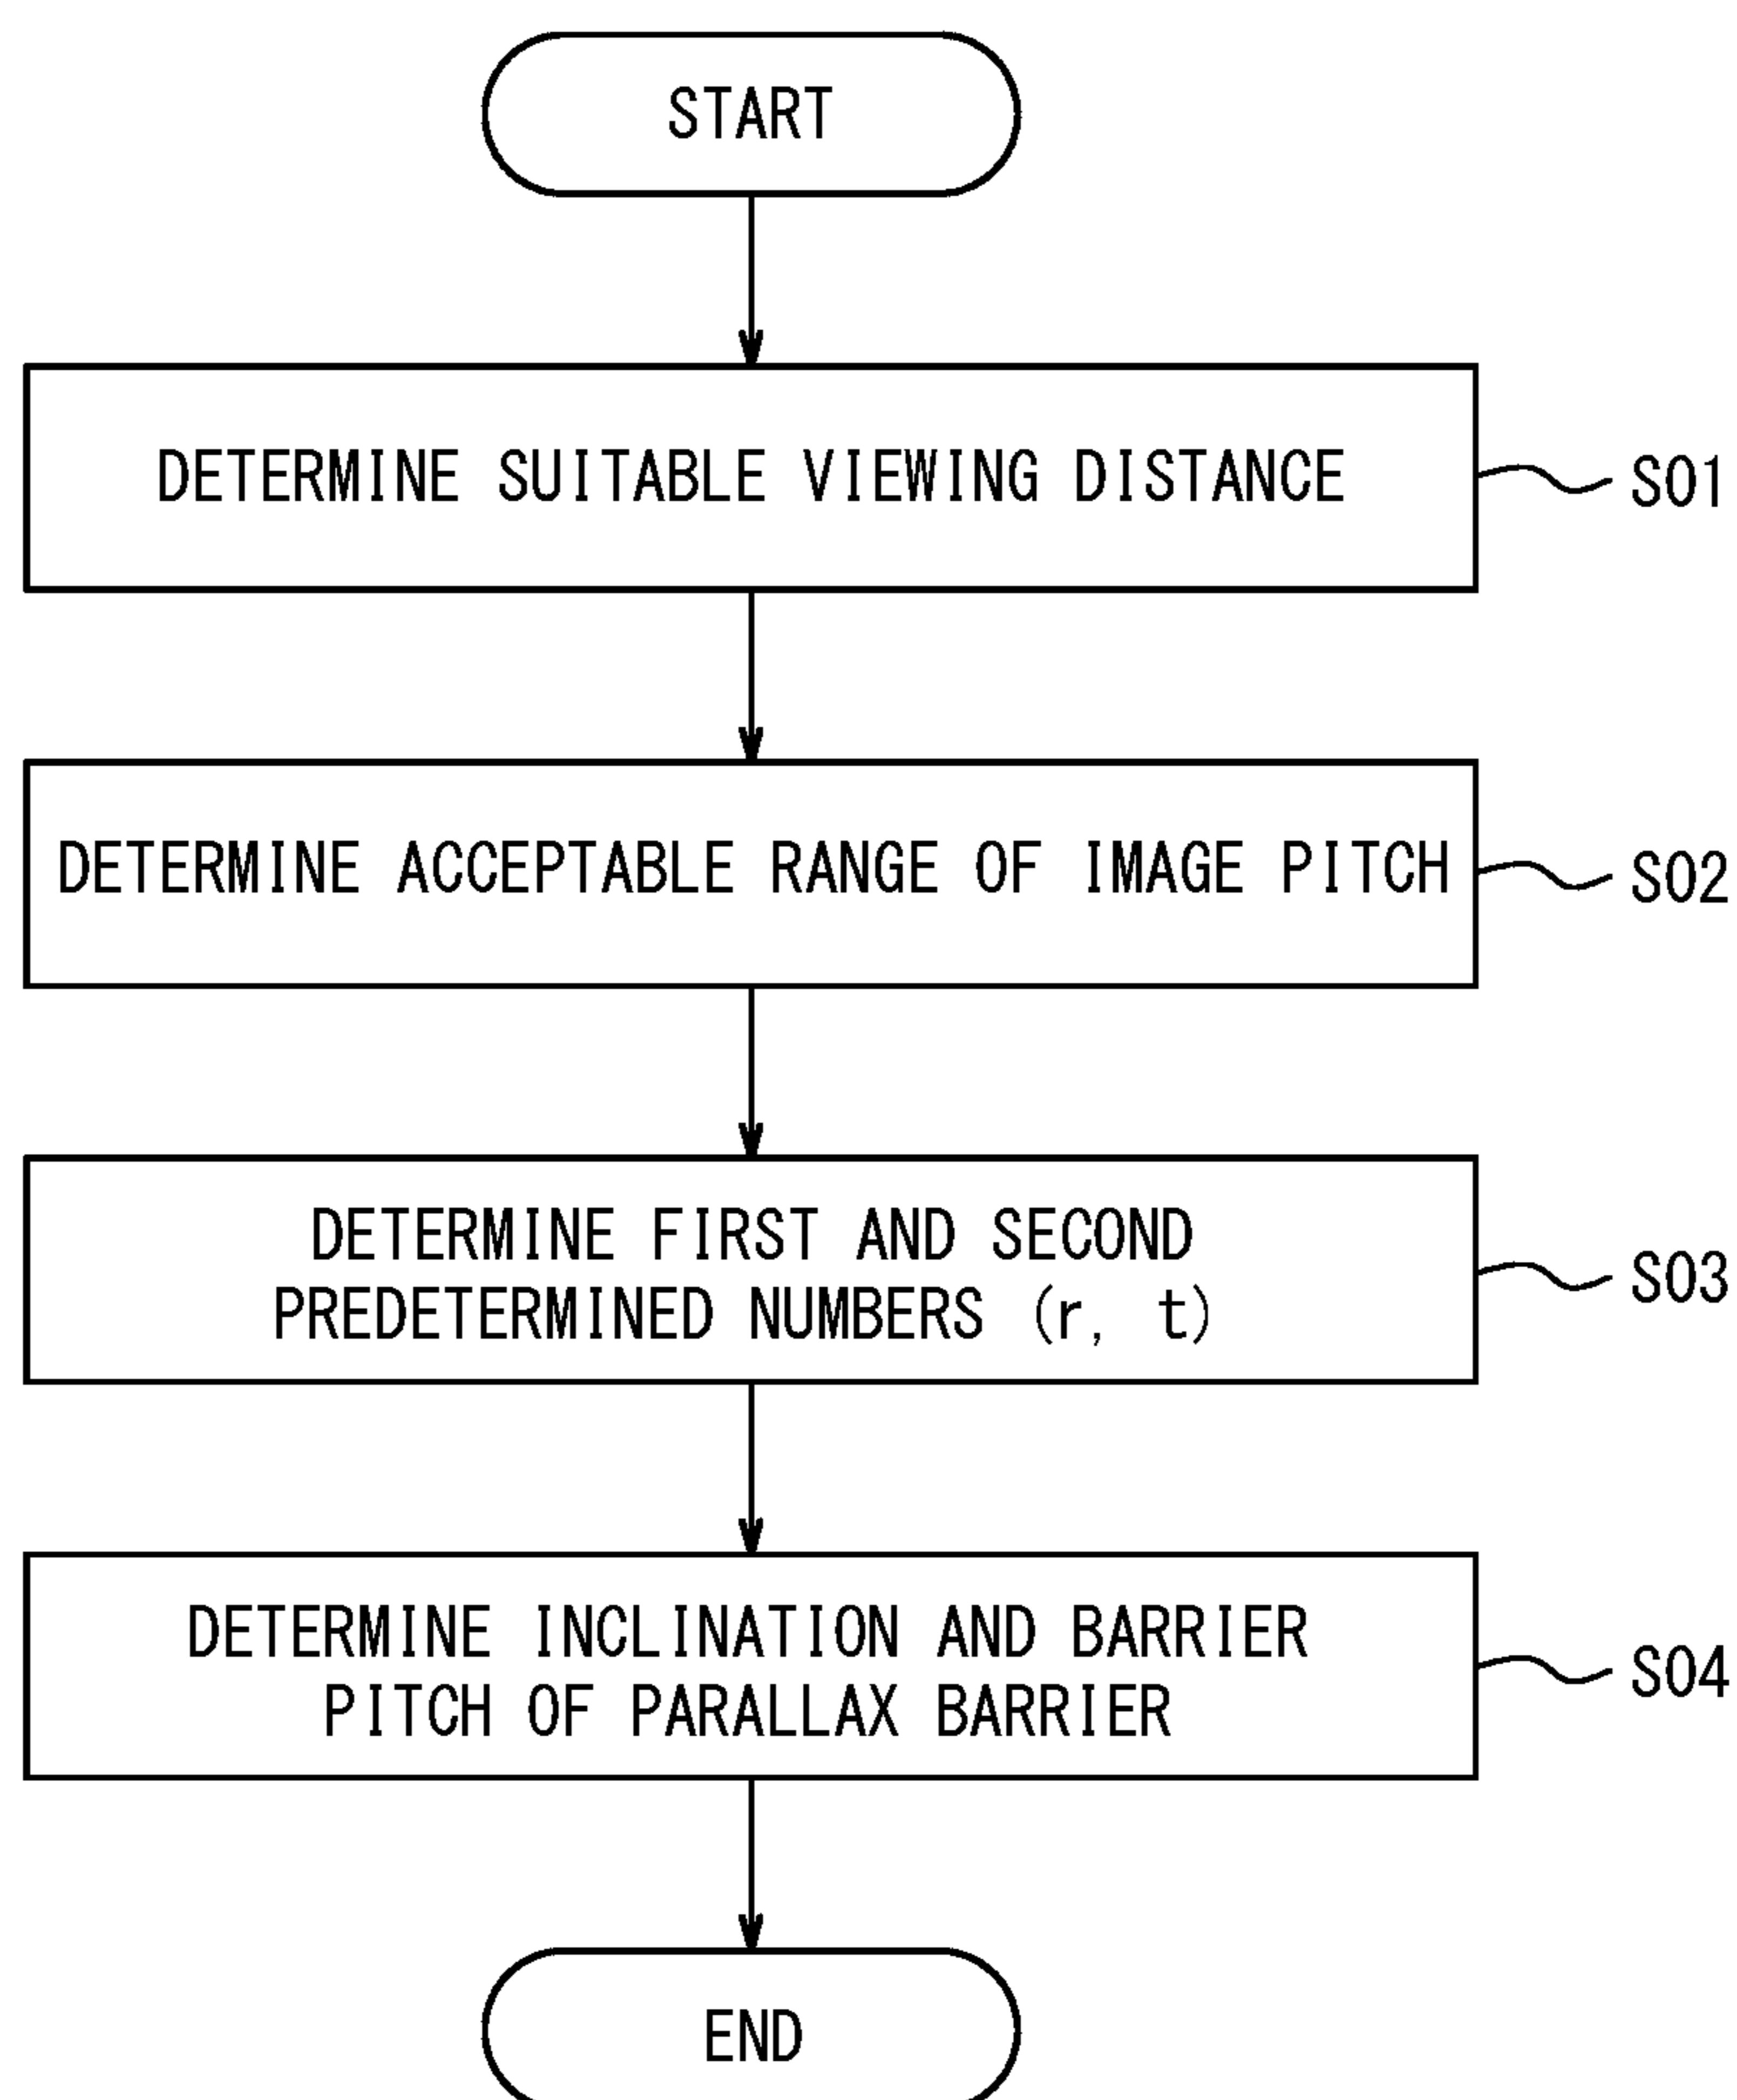 START
DETERMINE SUITABLE VIEWING DISTANCE
S01
DETERMINE ACCEPTABLE RANGE OF IMAGE PITCH
S02
DETERMINE FIRST AND SECOND
PREDETERMINED NUMBERS (r, t)
S03
DETERMINE INCLINATION AND BARRIER
PITCH OF PARALLAX BARRIER
S04
END